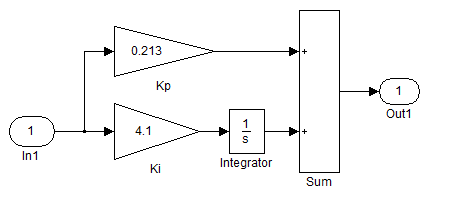 0.213
+
Kp
1
Out1
1
In1
4.1
1
s
+
Integrator
Ki
Sum